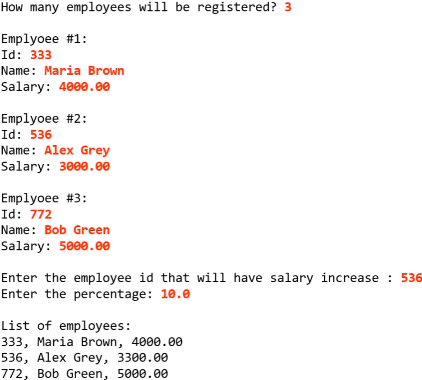 How many employees will be registered? 3
Emplyoee #1:
Id: 333
Name: Maria Brown
Salary: 4000.00
Emplyoee #2:
Id: 536
Name: Alex Grey
Salary: 3000.00
Emplyoee #3:
Id: 772
Name: Bob Green
Salary: 5000.00
Enter the employee id that will have salary increase : 536
Enter the percentage: 10.0
List of employees:
333, Maria Brown, 4000.00
536, Alex Grey, 3300.00
772, Bob Green, 5000.00